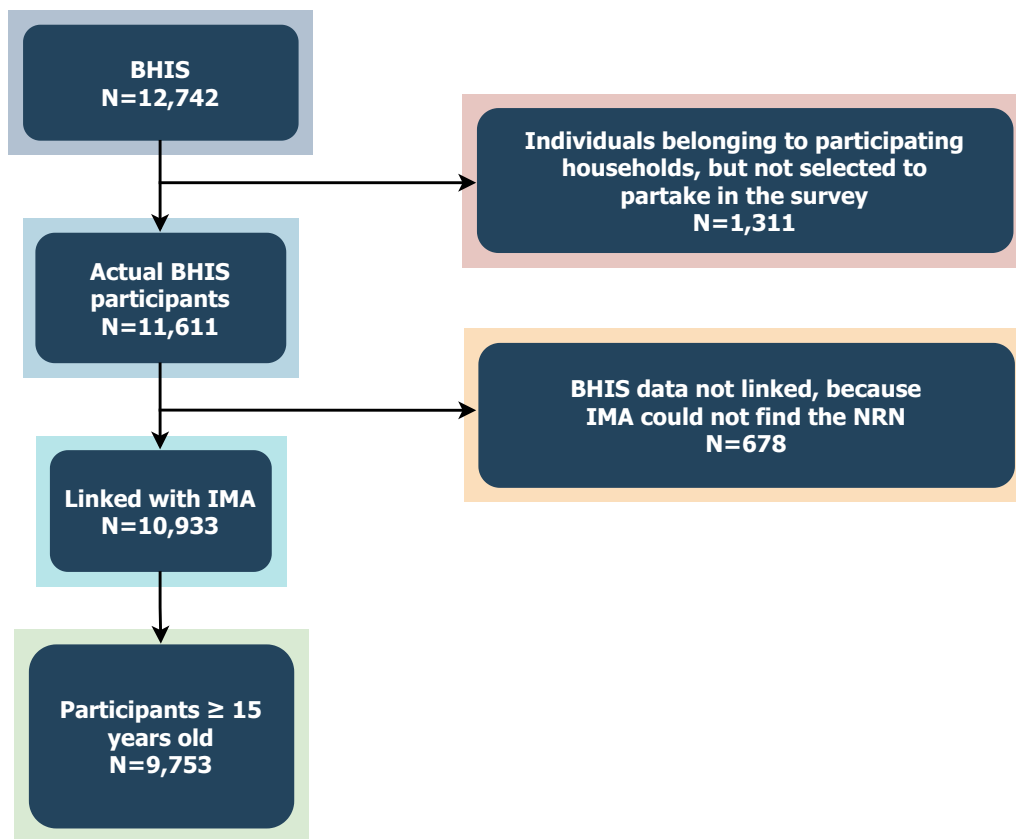 BHIS
N=12,742
Individuals belonging to participating
households, but not selected to
partake in the survey
N=1,311
Actual BHIS
participants
N=11,611
BHIS data not linked, because
IMA could not find the NRN
N=678
Linked with IMA
N=10,933
Participants ≥ 15
years old
N=9,753